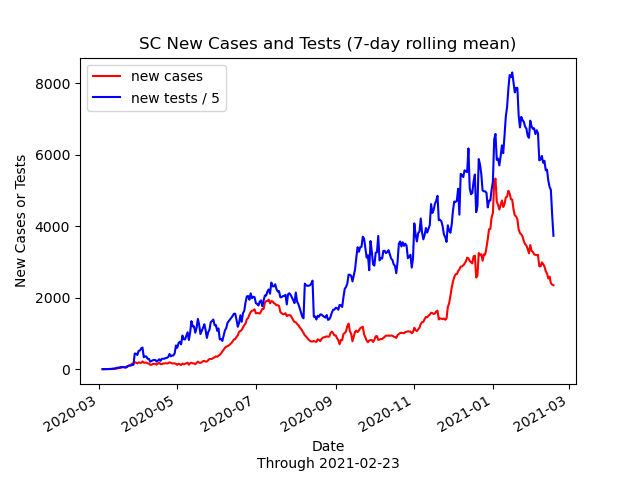 SC New Cases and Tests (7-day rolling mean)
new cases
new tests / 5
New Cases or Tests
8000
6000
4000
2000
0
2020-03
2020-05
2020-07
2020-09
2020-11
2021-01
2021-03
Date
Through 2021-02-23